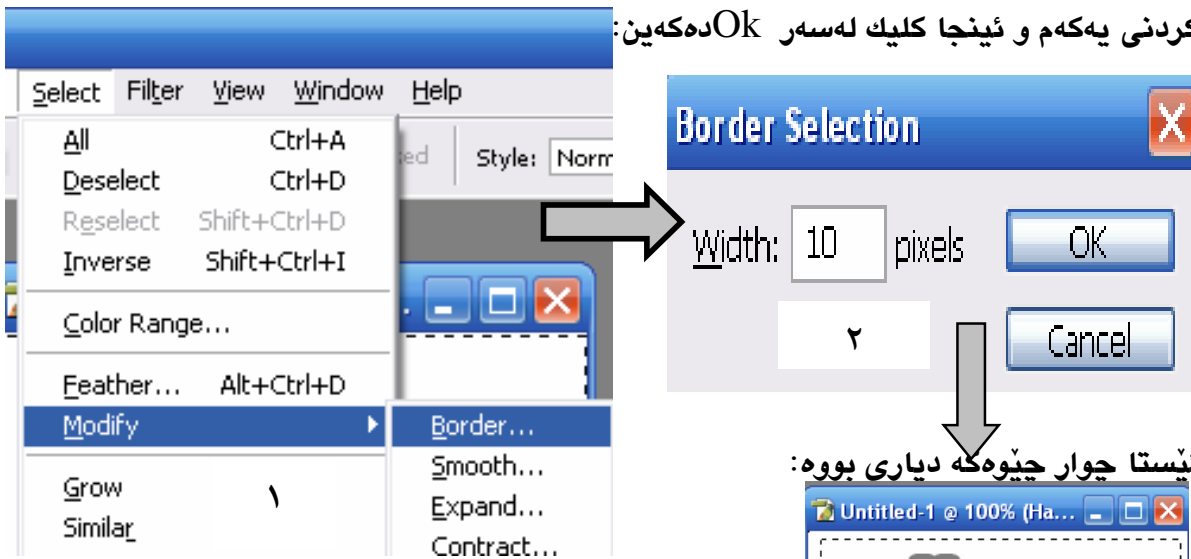 کردنی یەکەم و ئینجا کلیك لەسەر Ok دەکەین:
Select Filter View Window Help
All Ctrl+A
Deselect Ctrl+D
Reselect Shift+Ctrl+D
Inverse Shift+Ctrl+I
Color Range...
Feather... Alt+Ctrl+D
Modify
Grow
Similar
١
Style: Norm
Border...
Smooth...
Expand...
Contract...
Border Selection
Width: 10 pixels
OK
Cancel
٢
ئێستا چوار چێوەکە دیاری بووە:
Untitled-1 @ 100% (Ha...